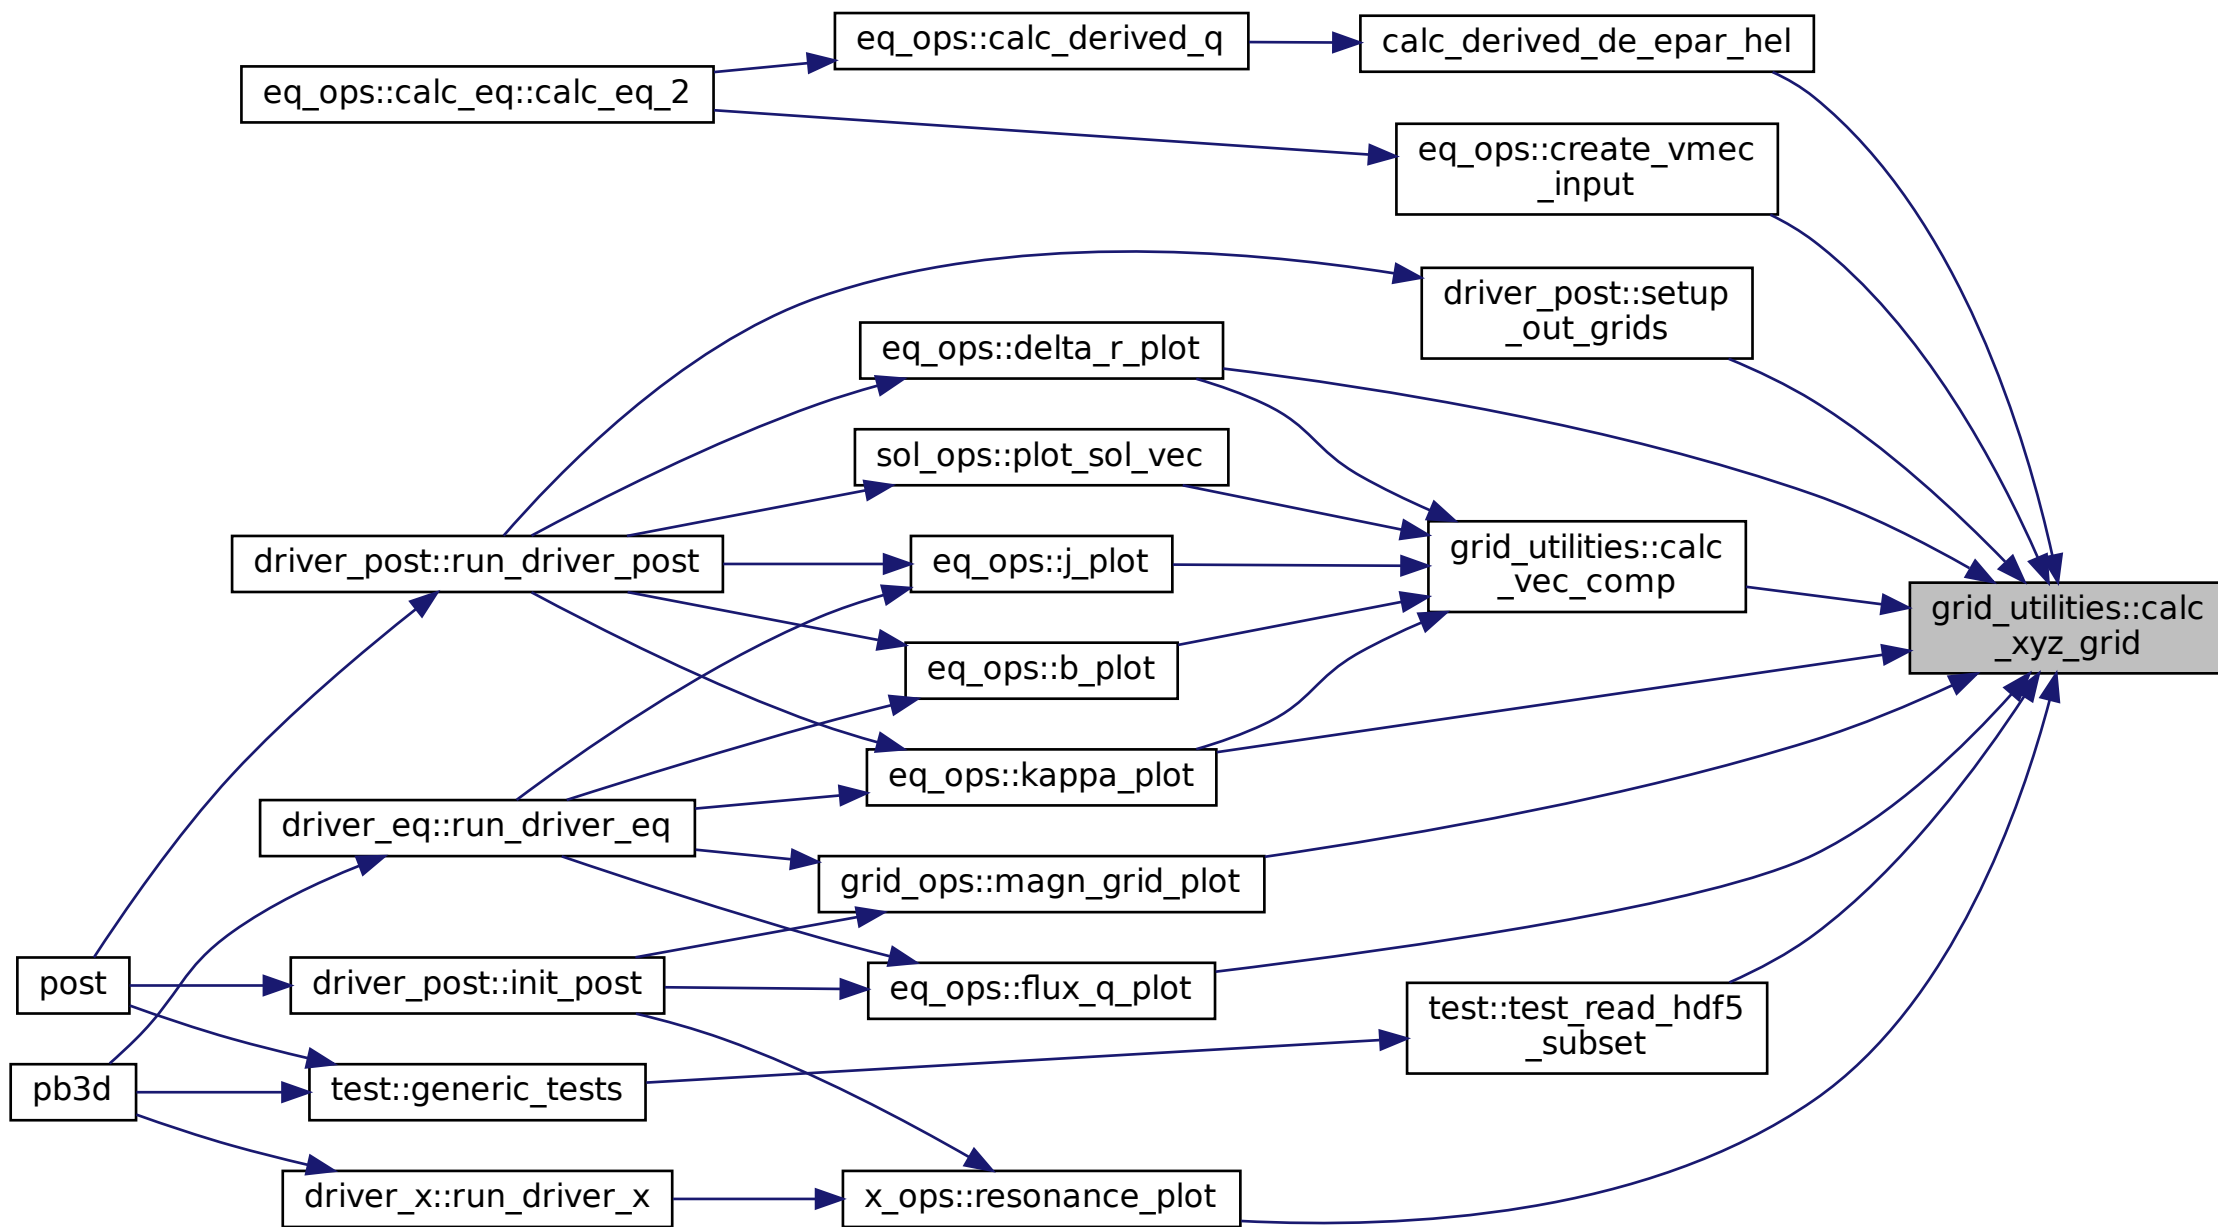 eq_ops::calc_derived_q
calc_derived_de_epar_hel
eq_ops::calc_eq::calc_eq_2
eq_ops::create_vmec
_input
driver_post::setup
_out_grids
eq_ops::delta_r_plot
sol_ops::plot_sol_vec
driver_post::run_driver_post
eq_ops::j_plot
grid_utilities::calc
_vec_comp
grid_utilities::calc
_xyz_grid
eq_ops::b_plot
eq_ops::kappa_plot
driver_eq::run_driver_eq
grid_ops::magn_grid_plot
post
driver_post::init_post
eq_ops::flux_q_plot
test::test_read_hdf5
_subset
pb3d
test::generic_tests
driver_x::run_driver_x
x_ops::resonance_plot